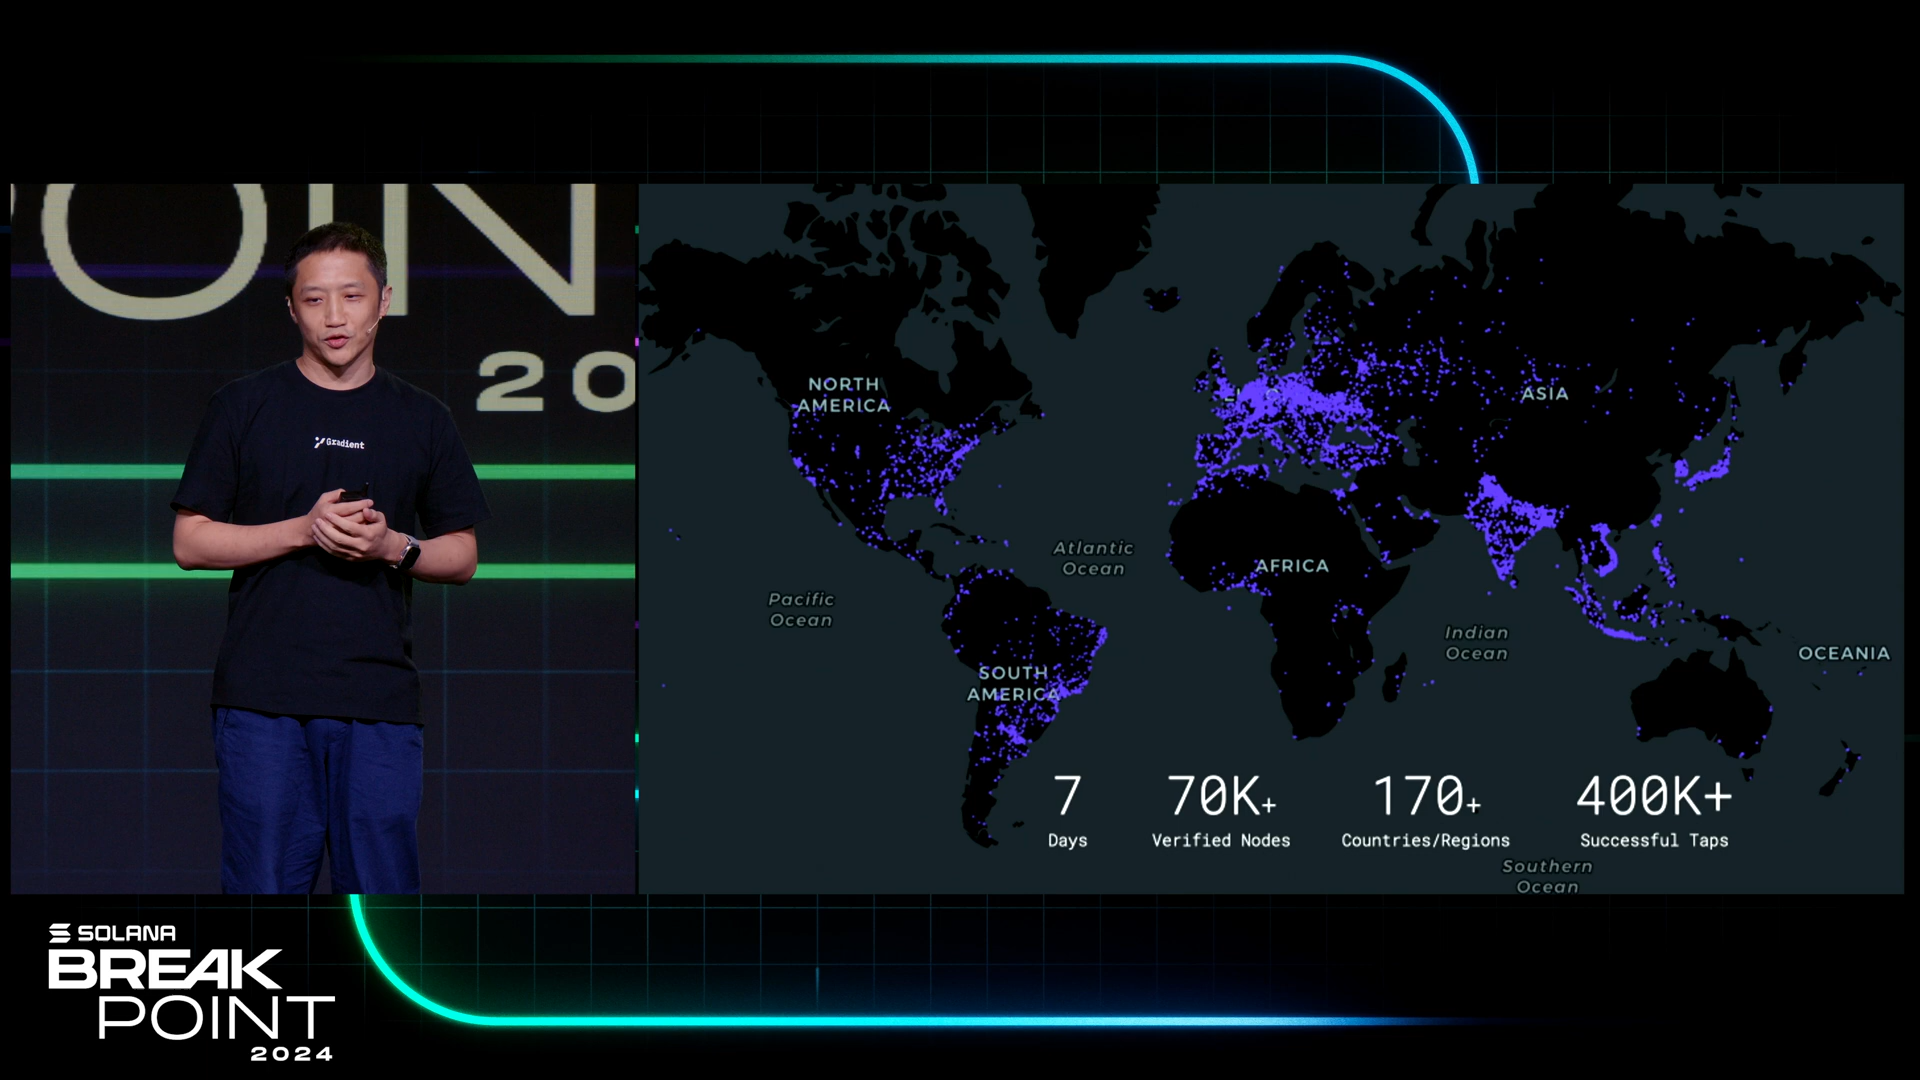 OIN
20
Gradient
NORTH
AMERICA
ASIA
Atlantic
Ocean
AFRICA
Pacific
Ocean
Indian
Ocean
OCEANIA
SOUTH
AMERICA
7
Days
70K+
Verified Nodes
170+
Countries/Regions
400K+
Successful Taps
Southern
Ocean
SOLANA
BREAK
POINT
2024